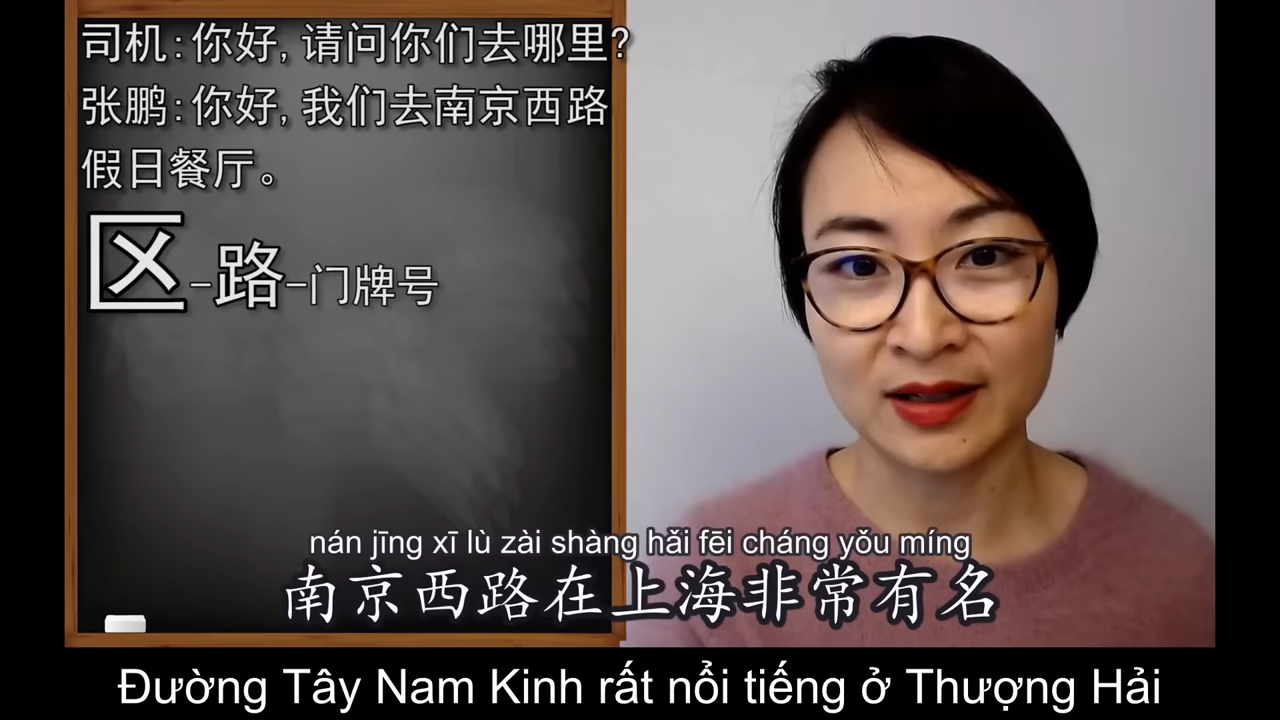 司机:你好,请问你们去哪里?
张鹏:你好,我们去南京西路
假日餐厅。
区-路-门牌号
nán jīng xī lù zài shàng hǎi fēi cháng yǒu míng
南京西路在上海非常有名
Đường Tây Nam Kinh rất nổi tiếng ở Thượng Hải